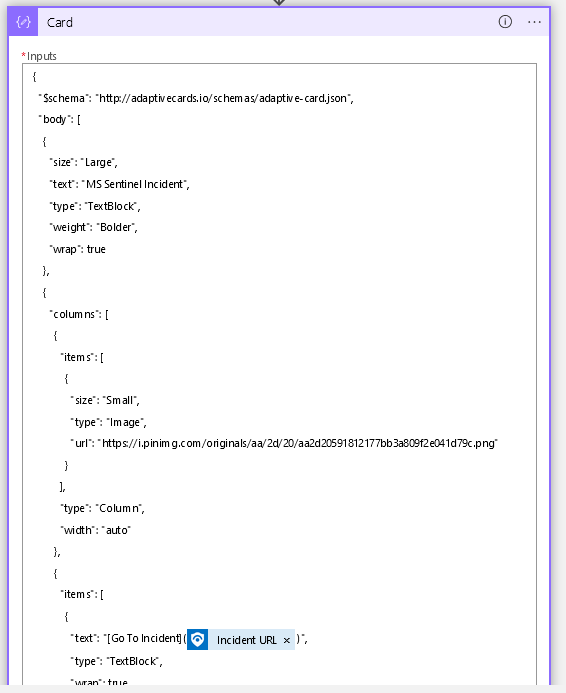 {/} Card
*Inputs
{
"$schema": "http://adaptivecards.io/schemas/adaptive-card.json",
"body": [
{
"size": "Large",
"text": "MS Sentinel Incident",
"type": "TextBlock",
"weight": "Bolder",
"wrap": true
},
{
"columns": [
{
"items": [
{
"size": "Small",
"type": "Image",
"url": "https://i.pinimg.com/originals/aa/2d/20/aa2d20591812177bb3a809f2e041d79c.png"
}
],
"type": "Column",
"width": "auto"
},
{
"items": [
{
"text": "[Go To Incident]( Incident URL × )",
"type": "TextBlock",
"wrap": true